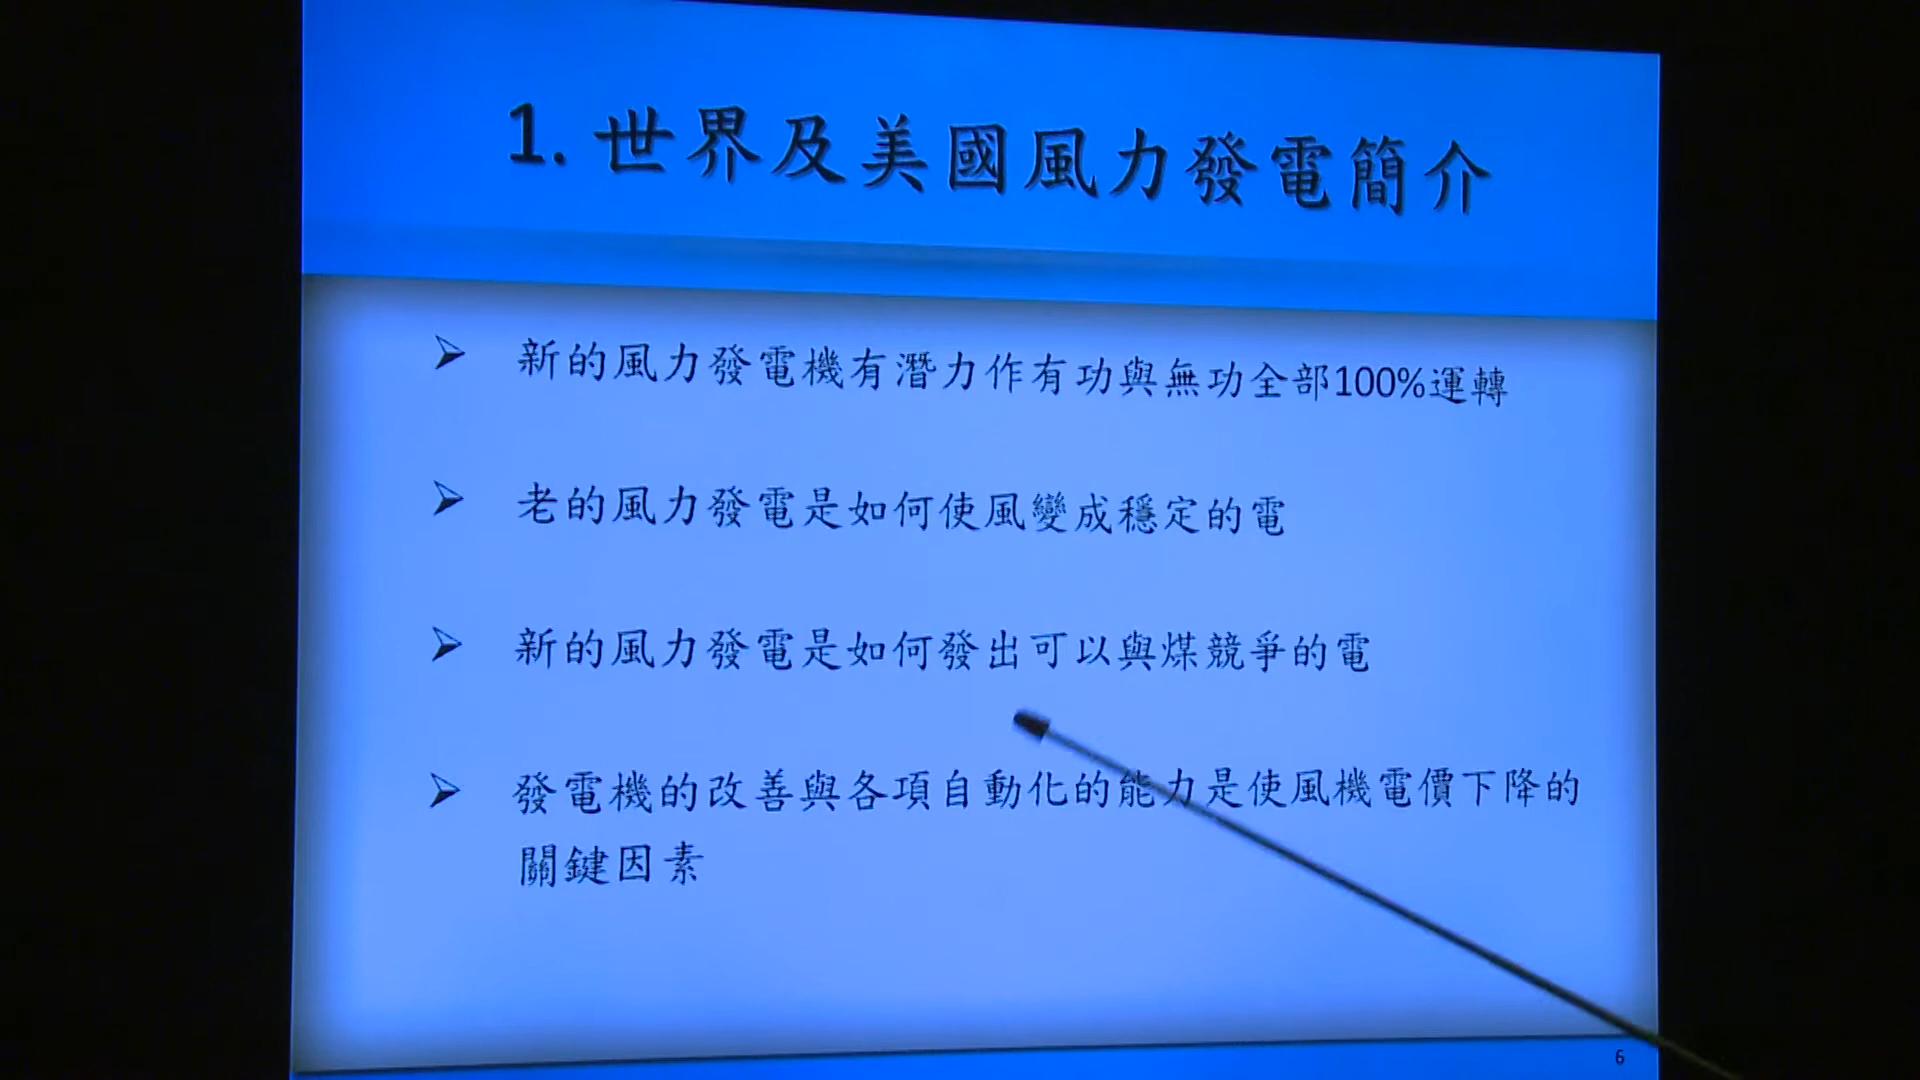 1. 世界及美國風力發電簡介
➢ 新的風力發電機有潛力作有功與無功全部100%運轉
➢ 老的風力發電是如何使風變成穩定的電
➢ 新的風力發電是如何發出可以與煤競爭的電
➢ 發電機的改善與各項自動化的能力是使風機電價下降的
關鍵因素
6